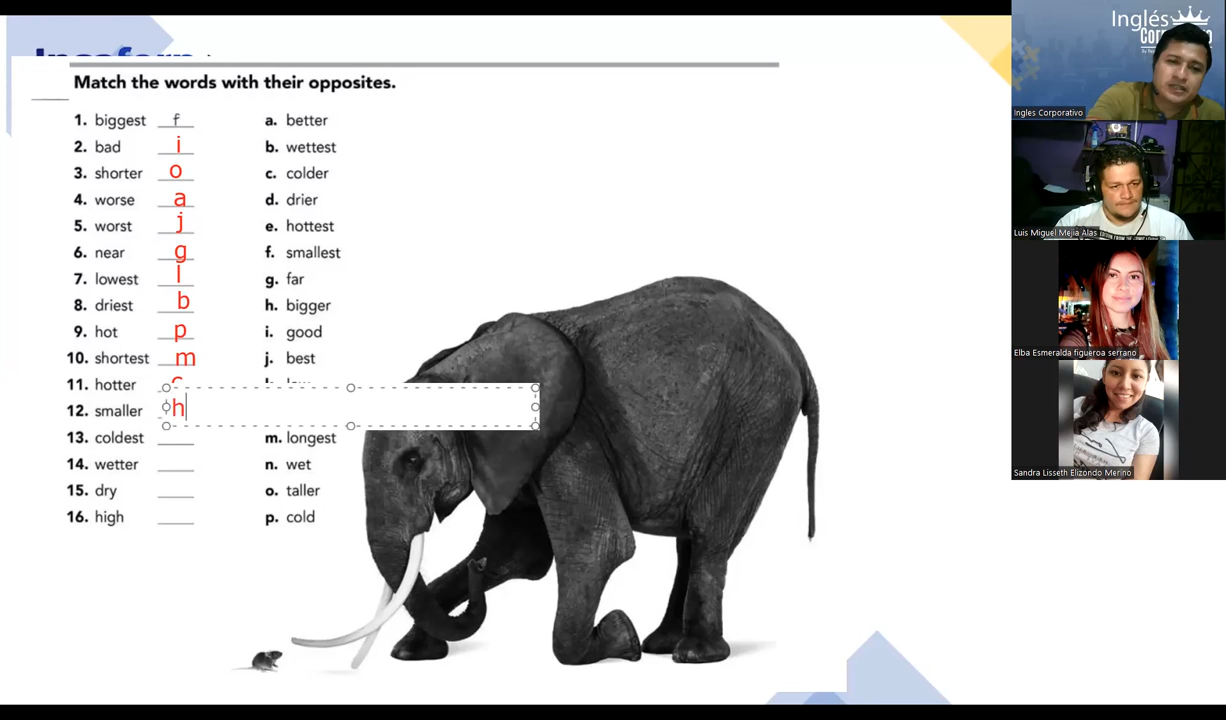 Match the words with their opposites.
1. biggest f
2. bad i
3. shorter o
4. worse a
5. worst j
6. near g
7. lowest l
8. driest b
9. hot p
10. shortest m
11. hotter c
12. smaller h
13. coldest
14. wetter
15. dry
16. high
a. better
b. wettest
c. colder
d. drier
e. hottest
f. smallest
g. far
h. bigger
i. good
j. best
m. longest
n. wet
o. taller
p. cold
Inglés
Ingles Corporativo
Luis Miguel Mejia Alas
Elba Esmeralda figueroa serrano
Sandra Lisseth Elizondo Merino